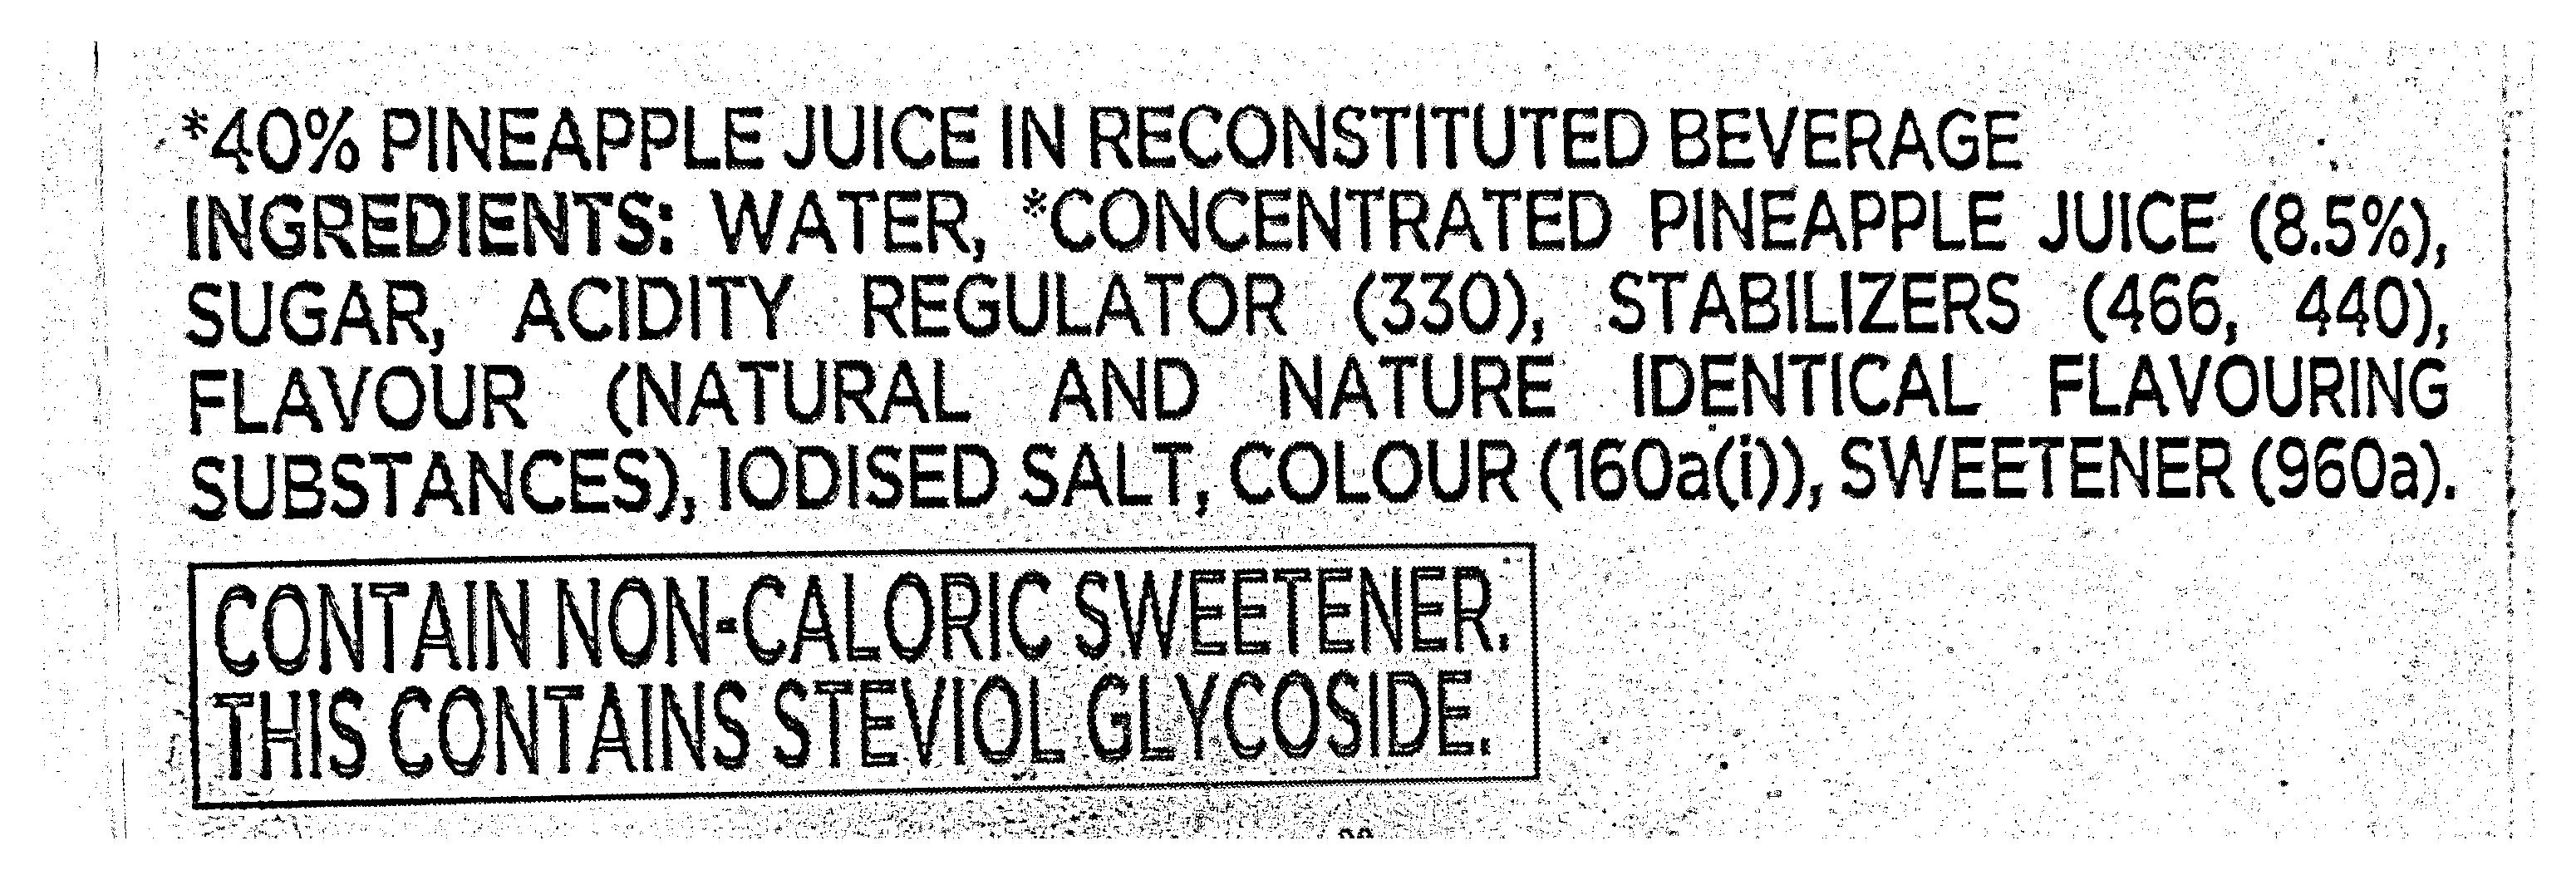 *40% PINEAPPLE JUICE IN RECONSTITUTED BEVERAGE
INGREDIENTS: WATER, *CONCENTRATED PINEAPPLE JUICE (8.5%),
SUGAR, ACIDITY REGULATOR (330), STABILIZERS (466, 440),
FLAVOUR (NATURAL AND NATURE IDENTICAL FLAVOURING
SUBSTANCES), IODISED SALT, COLOUR (160a(i)), SWEETENER (960a).
CONTAIN NON-CALORIC SWEETENER.
THIS CONTAINS STEVIOL GLYCOSIDE.